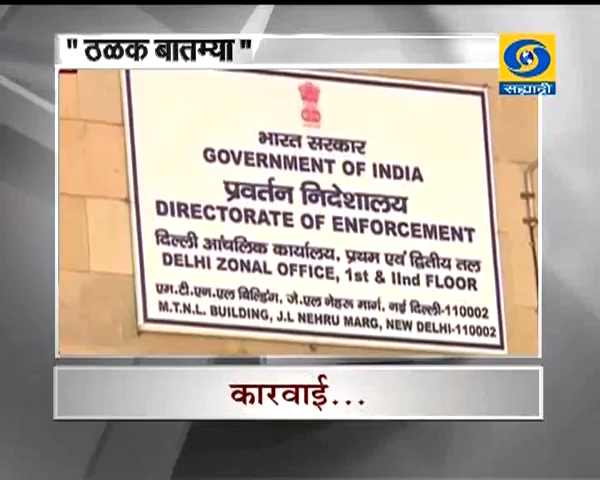 " ठळक बातम्या "
सह्याद्री
भारत सरकार
GOVERNMENT OF INDIA
प्रवर्तन निदेशालय
DIRECTORATE OF ENFORCEMENT
दिल्ली आंचलिक कार्यालय, प्रथम एवं द्वितीय तल
DELHI ZONAL OFFICE, 1st & IInd FLOOR
एम.टी.एन.एल बिल्डिंग, जे.एल नेहरू मार्ग, नई दिल्ली-110002
M.T.N.L. BUILDING, J.L NEHRU MARG, NEW DELHI-110002
कारवाई...